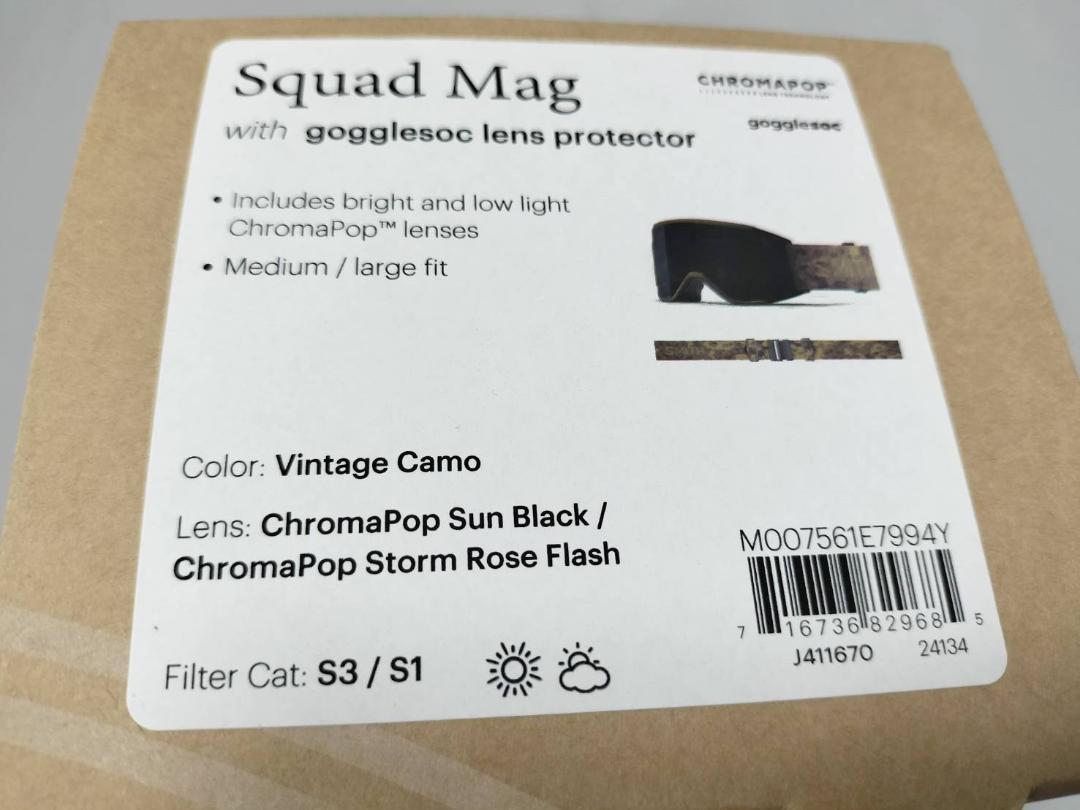 Squad Mag
with gogglesoc lens protector
CHROMAPOP™
gogglesoc
• Includes bright and low light
ChromaPop™ lenses
• Medium / large fit
SMITH
Color: Vintage Camo
Lens: ChromaPop Sun Black /
ChromaPop Storm Rose Flash
M007561E7994Y
7 16736 82968 5
J411670 24134
Filter Cat: S3 / S1